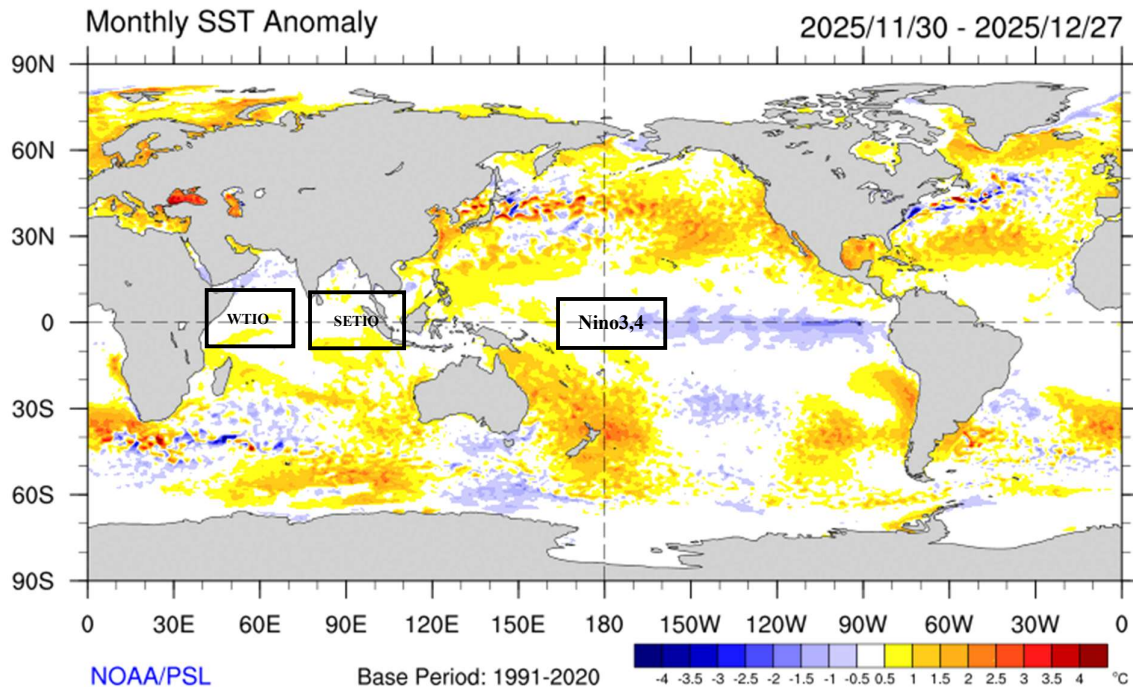 Monthly SST Anomaly 2025/11/30 - 2025/12/27
90N
60N
30N
0
30S
60S
90S
WTIO SETIO Nino3,4
0 30E 60E 90E 120E 150E 180 150W 120W 90W 60W 30W 0
-4 -3.5 -3 -2.5 -2 -1.5 -1 -0.5 0.5 1 1.5 2 2.5 3 3.5 4 °C
NOAA/PSL Base Period: 1991-2020